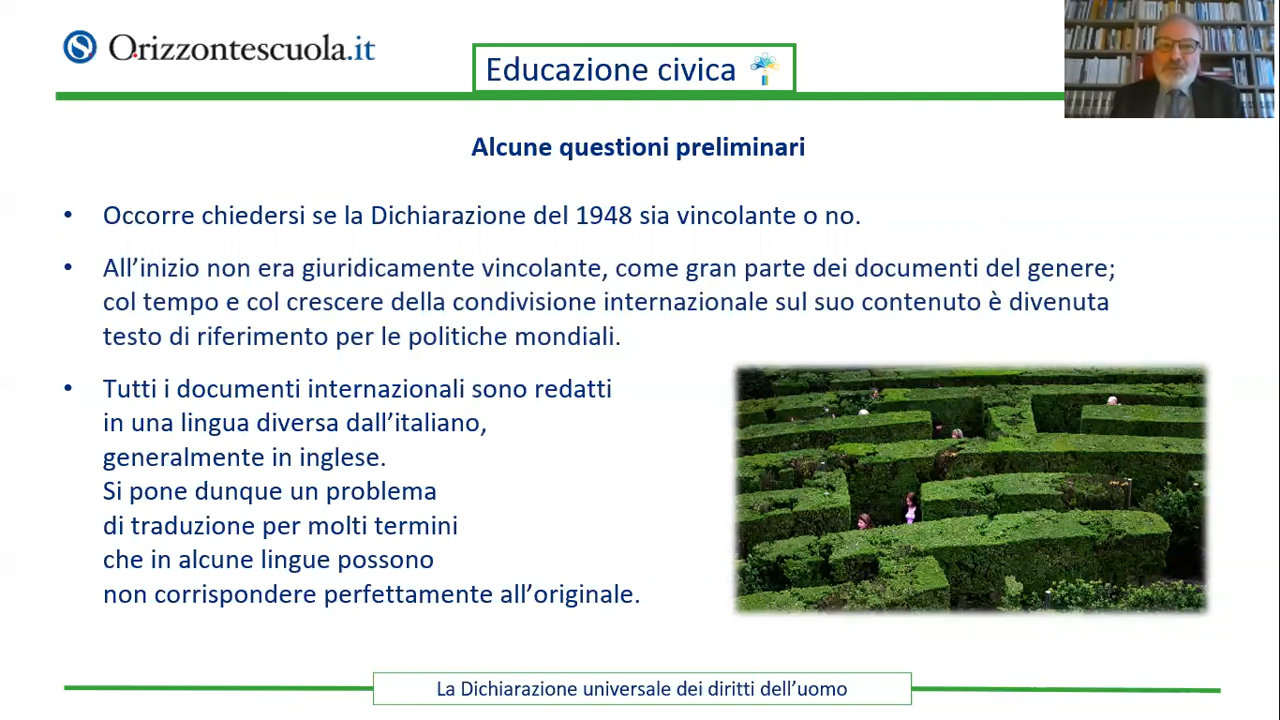 Orizzontescuola.it
Educazione civica
Alcune questioni preliminari
• Occorre chiedersi se la Dichiarazione del 1948 sia vincolante o no.
• All’inizio non era giuridicamente vincolante, come gran parte dei documenti del genere;
col tempo e col crescere della condivisione internazionale sul suo contenuto è divenuta
testo di riferimento per le politiche mondiali.
• Tutti i documenti internazionali sono redatti
in una lingua diversa dall’italiano,
generalmente in inglese.
Si pone dunque un problema
di traduzione per molti termini
che in alcune lingue possono
non corrispondere perfettamente all’originale.
La Dichiarazione universale dei diritti dell’uomo